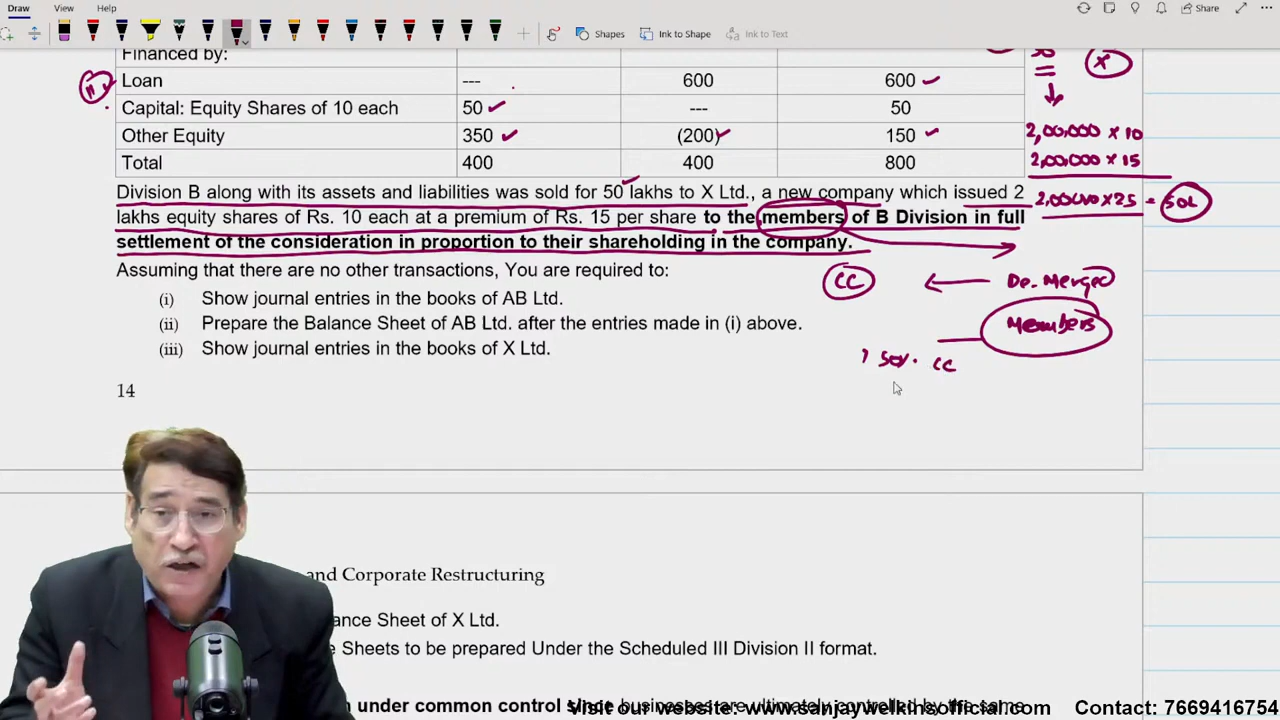 Draw View Share
Shapes Ink to Shape Ink to Text
Financed by:
Loan --- 600 600
Capital: Equity Shares of 10 each 50 --- 50
Other Equity 350 (200) 150
Total 400 400 800
X
2,00,000 × 10
2,00,000 × 15
2,00,000 × 25 = 50L
Division B along with its assets and liabilities was sold for 50 lakhs to X Ltd., a new company which issued 2
lakhs equity shares of Rs. 10 each at a premium of Rs. 15 per share to the members of B Division in full
settlement of the consideration in proportion to their shareholding in the company.
Assuming that there are no other transactions, You are required to:
(i) Show journal entries in the books of AB Ltd.
(ii) Prepare the Balance Sheet of AB Ltd. after the entries made in (i) above.
(iii) Show journal entries in the books of X Ltd.
CC De. Merged
Members
CC
14
and Corporate Restructuring
ance Sheet of X Ltd.
Sheets to be prepared Under the Scheduled III Division II format.
under common control since businesses are ultimately controlled by the same
Visit our website: www.sanjaywelkinsofficial.com Contact: 7669416754